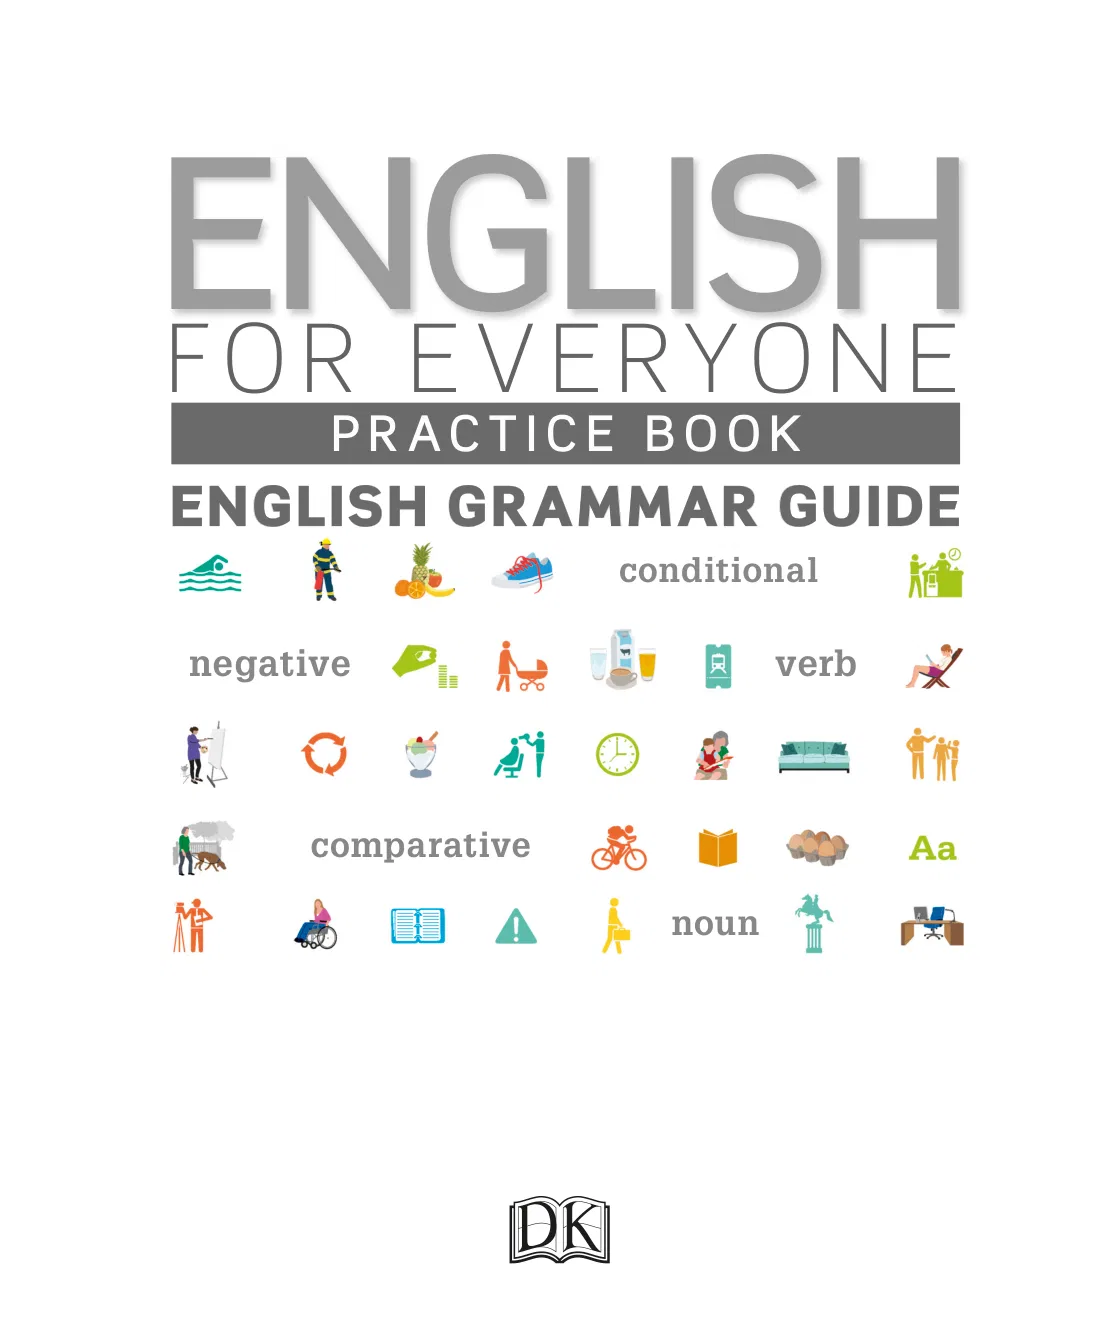 ENGLISH
FOR EVERYONE
PRACTICE BOOK
ENGLISH GRAMMAR GUIDE
conditional
negative
verb
comparative
Aa
noun
DK